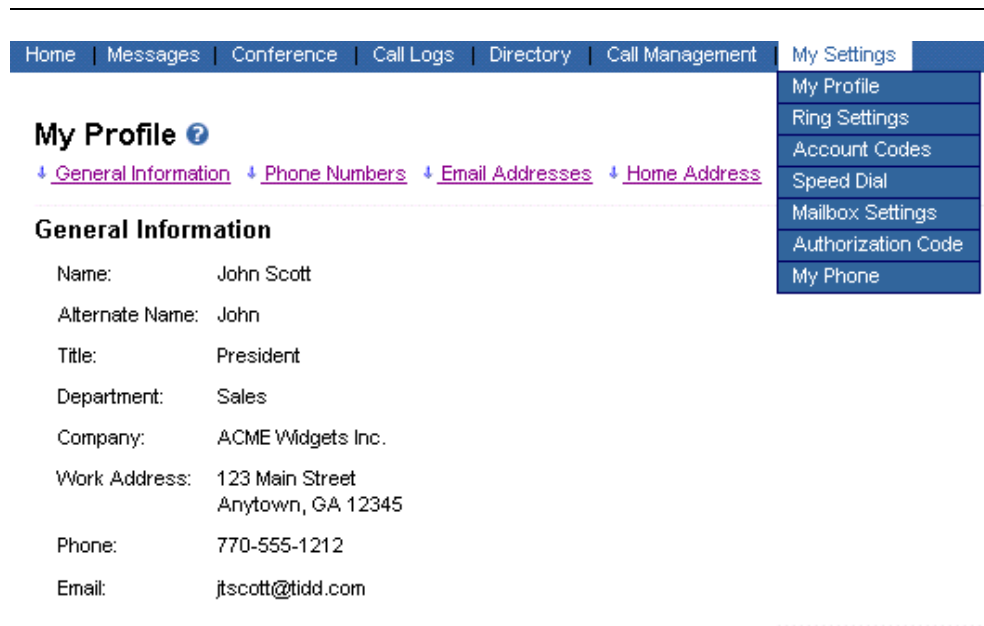 Home | Messages | Conference | Call Logs | Directory | Call Management | My Settings
My Profile
Ring Settings
Account Codes
Speed Dial
Mailbox Settings
Authorization Code
My Phone
My Profile ?
General Information Phone Numbers Email Addresses Home Address
General Information
Name: John Scott
Alternate Name: John
Title: President
Department: Sales
Company: ACME Widgets Inc.
Work Address: 123 Main Street
Anytown, GA 12345
Phone: 770-555-1212
Email: jtscott@tidd.com